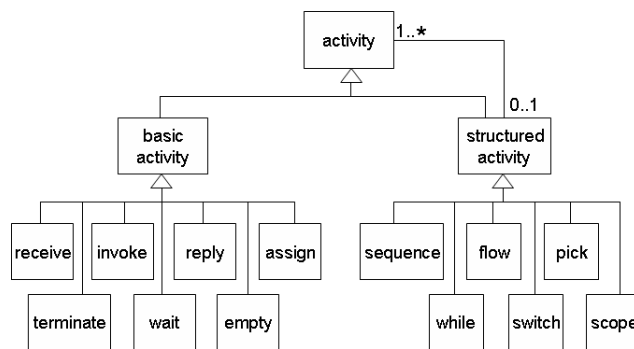 activity
1..*
0..1
basic
activity
structured
activity
receive
invoke
reply
assign
sequence
flow
pick
terminate
wait
empty
while
switch
scope